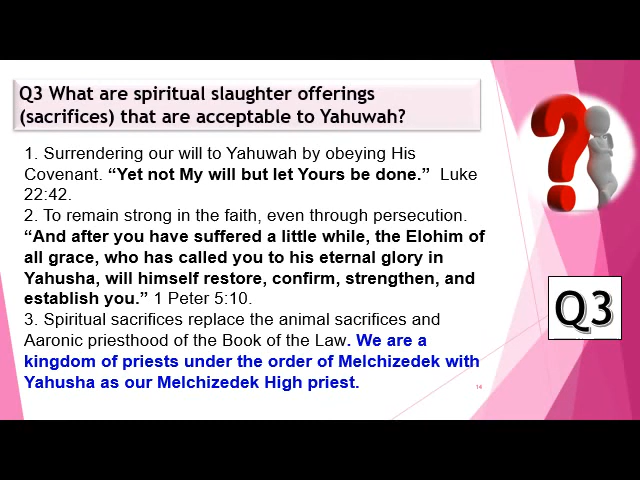 Q3 What are spiritual slaughter offerings
(sacrifices) that are acceptable to Yahuwah?
1. Surrendering our will to Yahuwah by obeying His
Covenant. “Yet not My will but let Yours be done.”  Luke
22:42.
2. To remain strong in the faith, even through persecution.
“And after you have suffered a little while, the Elohim of
all grace, who has called you to his eternal glory in
Yahusha, will himself restore, confirm, strengthen, and
establish you.” 1 Peter 5:10.
3. Spiritual sacrifices replace the animal sacrifices and
Aaronic priesthood of the Book of the Law. We are a
kingdom of priests under the order of Melchizedek with
Yahusha as our Melchizedek High priest.
Q3
14